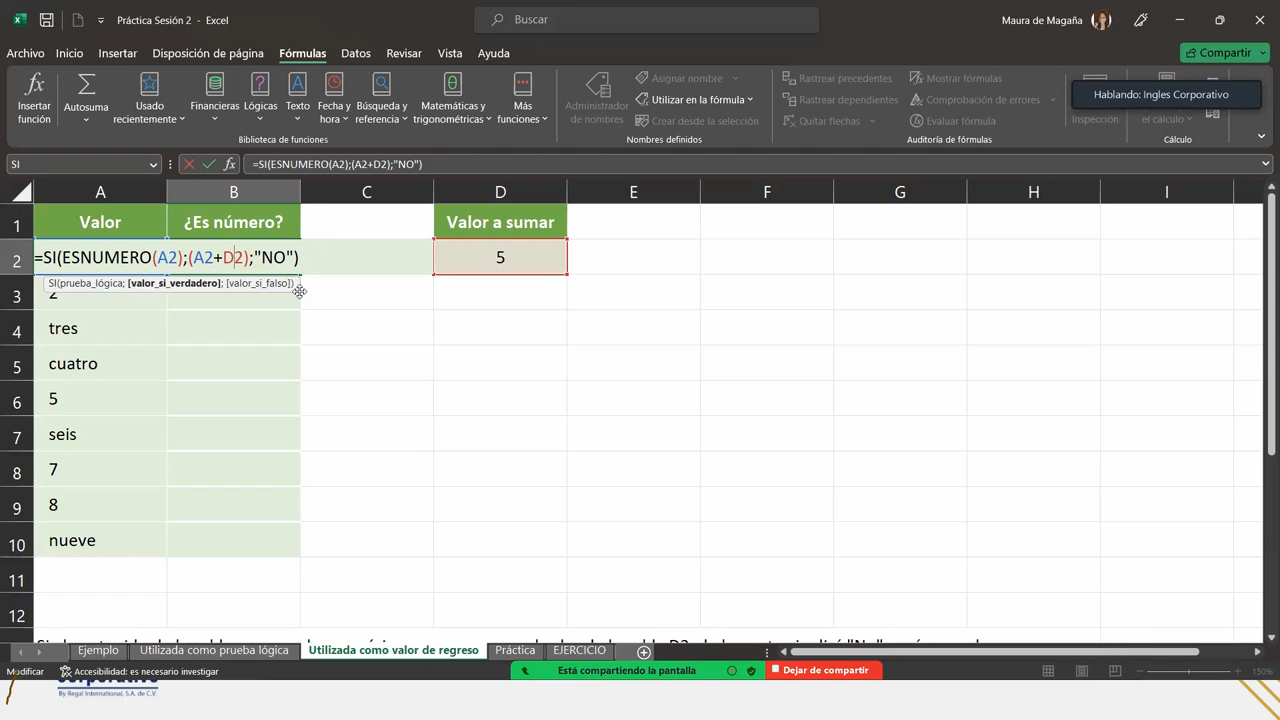 Práctica Sesión 2 - Excel
Buscar
Maura de Magaña
Archivo Inicio Insertar Disposición de página Fórmulas Datos Revisar Vista Ayuda
Compartir
Insertar función
Autosuma
Usado recientemente
Financieras
Lógicas
Texto
Fecha y hora
Búsqueda y referencia
Matemáticas y trigonométricas
Más funciones
Biblioteca de funciones
Administrador de nombres
Asignar nombre
Utilizar en la fórmula
Crear desde la selección
Nombres definidos
Rastrear precedentes
Rastrear dependientes
Quitar flechas
Mostrar fórmulas
Comprobación de errores
Evaluar fórmula
Auditoría de fórmulas
Hablando: Ingles Corporativo
Inspección
el cálculo
Cálculo
SI
fx
=SI(ESNUMERO(A2);(A2+D2);"NO")
A B C D E F G H I
1 Valor ¿Es número? Valor a sumar
2 =SI(ESNUMERO(A2);(A2+D2);"NO") 5
SI(prueba_lógica; [valor_si_verdadero]; [valor_si_falso])
3 2
4 tres
5 cuatro
6 5
7 seis
8 7
9 8
10 nueve
11
12
Ejemplo Utilizada como prueba lógica Utilizada como valor de regreso Práctica EJERCICIO
Modificar
Accesibilidad: es necesario investigar
Está compartiendo la pantalla
Dejar de compartir
150%
By Regal International, S.A. de C.V.